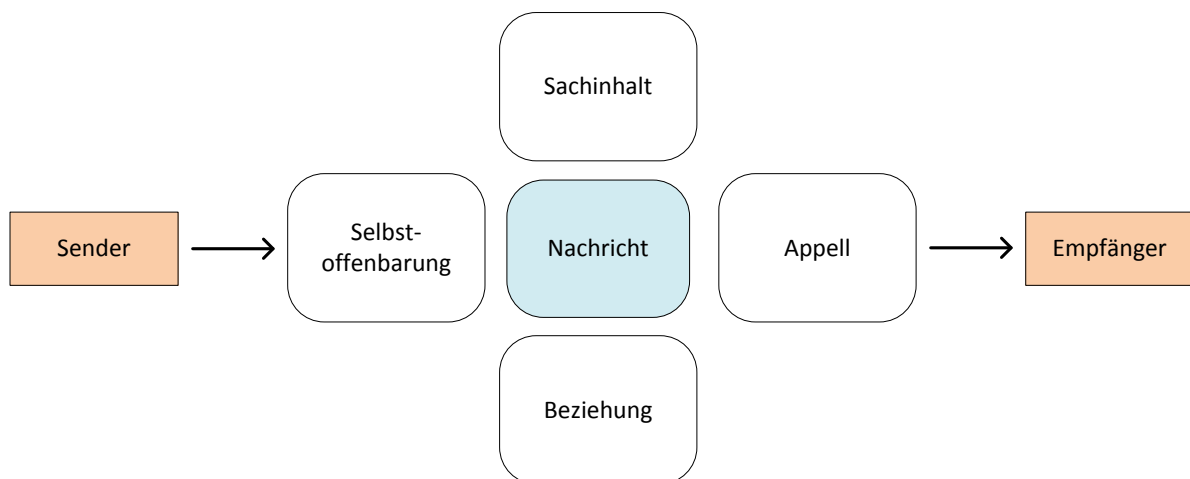 Sachinhalt
Sender
Selbst-
offenbarung
Nachricht
Appell
Empfänger
Beziehung